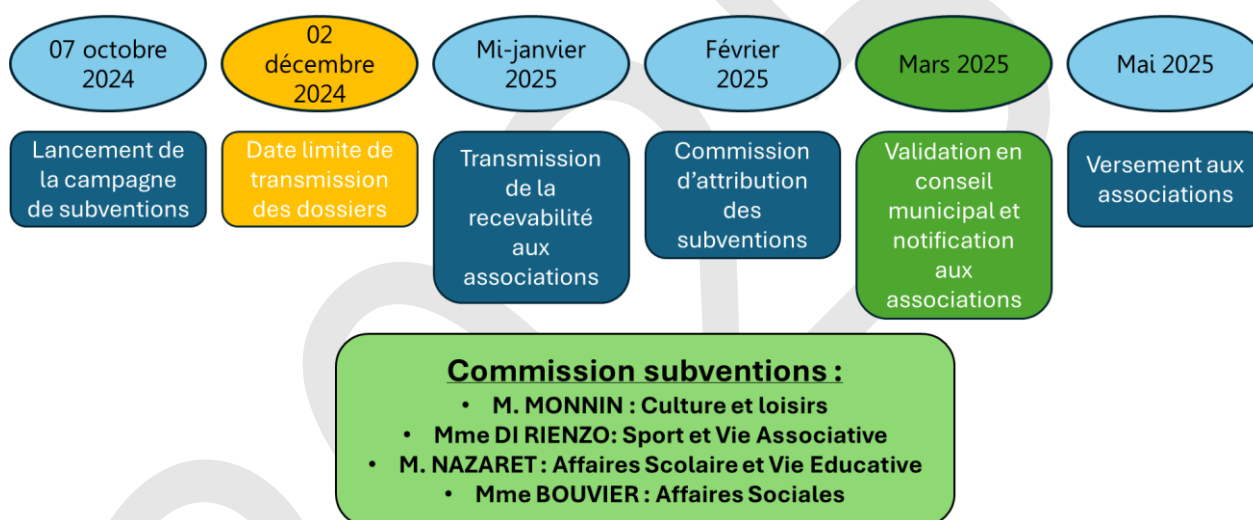 07 octobre
2024
02
décembre
2024
Mi-janvier
2025
Février
2025
Mars 2025
Mai 2025
Lancement de
la campagne
de subventions
Date limite de
transmission
des dossiers
Transmission
de la
recevabilité
aux
associations
Commission
d’attribution
des
subventions
Validation en
conseil
municipal et
notification
aux
associations
Versement aux
associations
Commission subventions :
• M. MONNIN : Culture et loisirs
• Mme DI RIENZO: Sport et Vie Associative
• M. NAZARET : Affaires Scolaire et Vie Educative
• Mme BOUVIER : Affaires Sociales